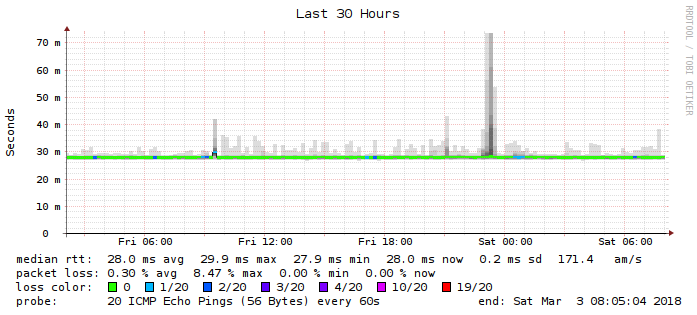 Last 30 Hours
RRDTOOL / TOBI OETIKER
Seconds
70 m
60 m
50 m
40 m
30 m
20 m
10 m
0
Fri 06:00 Fri 12:00 Fri 18:00 Sat 00:00 Sat 06:00
median rtt: 28.0 ms avg 29.9 ms max 27.9 ms min 28.0 ms now 0.2 ms sd 171.4 am/s
packet loss: 0.30 % avg 8.47 % max 0.00 % min 0.00 % now
loss color: 0 1/20 2/20 3/20 4/20 10/20 19/20
probe: 20 ICMP Echo Pings (56 Bytes) every 60s end: Sat Mar 3 08:05:04 2018